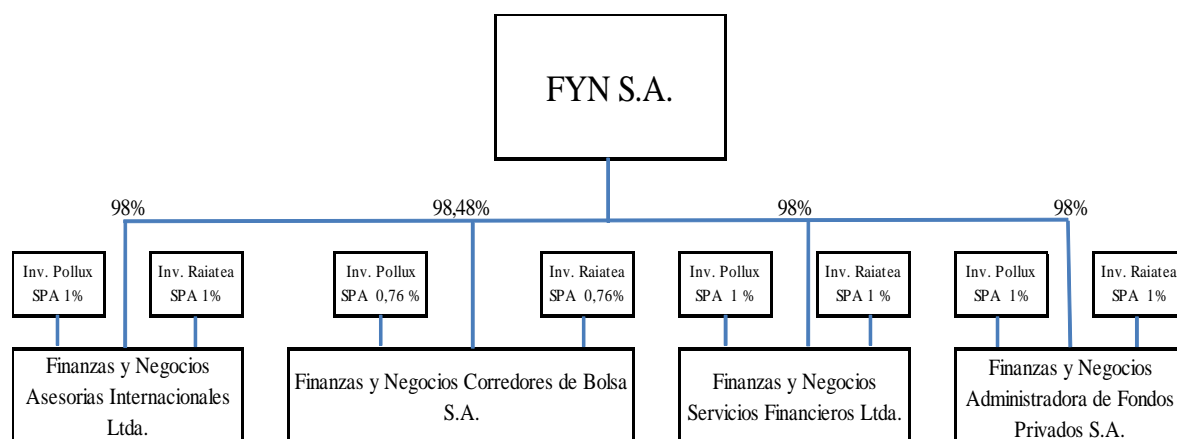 FYN S.A.
98%
98,48%
98%
98%
Inv. Pollux
SPA 1%
Inv. Raiatea
SPA 1%
Inv. Pollux
SPA 0,76 %
Inv. Raiatea
SPA 0,76%
Inv. Pollux
SPA 1 %
Inv. Raiatea
SPA 1 %
Inv. Pollux
SPA 1%
Inv. Raiatea
SPA 1%
Finanzas y Negocios
Asesorias Internacionales
Ltda.
Finanzas y Negocios Corredores de Bolsa
S.A.
Finanzas y Negocios
Servicios Financieros Ltda.
Finanzas y Negocios
Administradora de Fondos
Privados S.A.